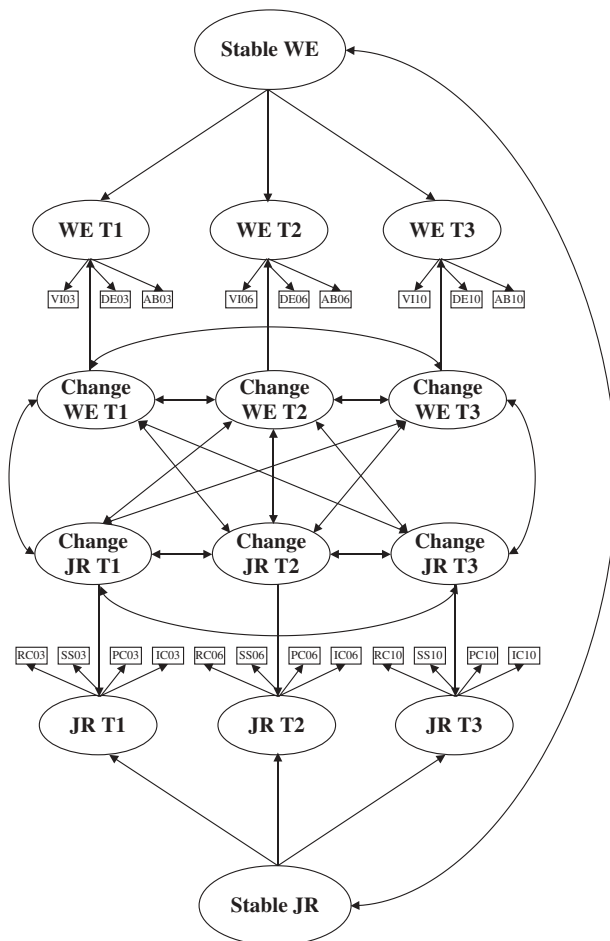 Stable WE
WE T1
WE T2
WE T3
VI03
DE03
AB03
VI06
DE06
AB06
VI10
DE10
AB10
Change
WE T1
Change
WE T2
Change
WE T3
Change
JR T1
Change
JR T2
Change
JR T3
RC03
SS03
PC03
IC03
RC06
SS06
PC06
IC06
RC10
SS10
PC10
IC10
JR T1
JR T2
JR T3
Stable JR